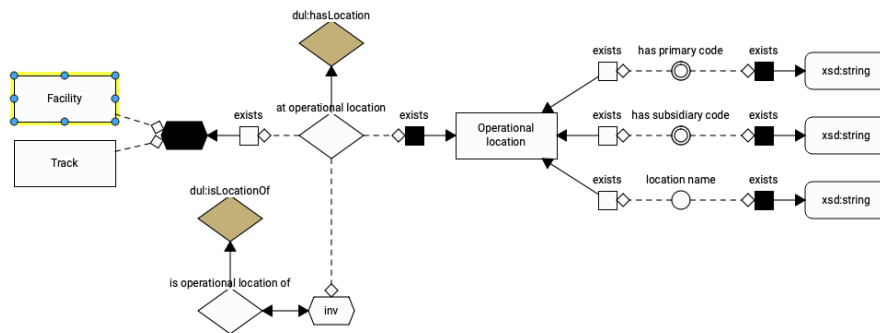 dul:hasLocation
exists
has primary code
exists
xsd:string
Facility
exists
at operational location
exists
Operational
location
exists
has subsidiary code
exists
xsd:string
Track
exists
location name
exists
xsd:string
dul:isLocationOf
is operational location of
inv